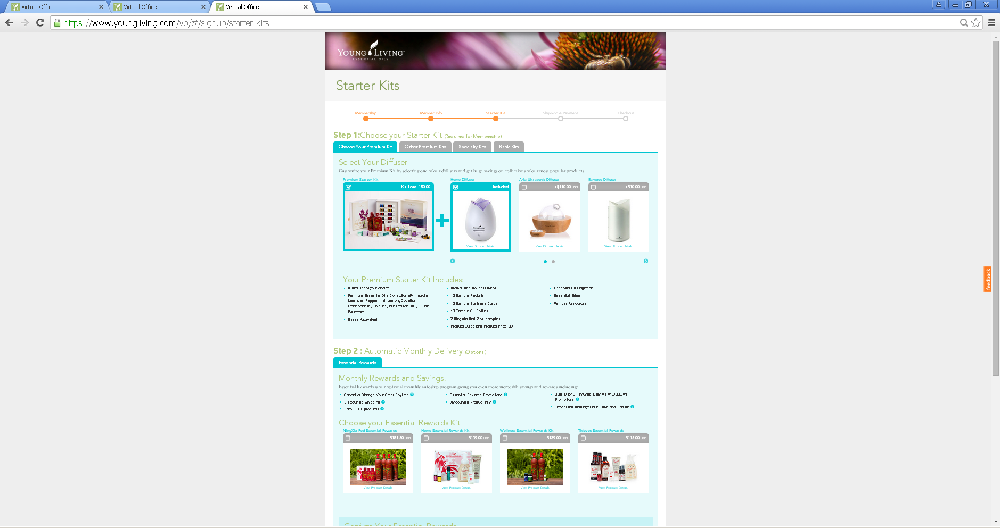 Virtual Office
Virtual Office
Virtual Office
https://www.youngliving.com/vo/#/signup/starter-kits
YOUNG LIVING™
ESSENTIAL OILS
Starter Kits
Membership
Member Info
Starter Kit
Shipping & Payment
Checkout
Step 1:Choose your Starter Kit (Required for Membership)
Choose Your Premium Kit
Other Premium Kits
Specialty Kits
Basic Kits
Select Your Diffuser
Customize your Premium Kit by selecting one of our diffusers and get huge savings on collections of our most popular products.
Premium Starter Kit
Home Diffuser
Aria Ultrasonic Diffuser
Bamboo Diffuser
Kit Total 150.00
Included
+$110.00 USD
+$10.00 USD
View Diffuser Details
View Diffuser Details
View Diffuser Details
Your Premium Starter Kit Includes:
A Diffuser of your choice
Premium Essential Oils Collection (5-ml each)
Lavender, Peppermint, Lemon, Copaiba,
Frankincense, Thieves, Purification, RC, DiGize,
PanAway
Stress Away 5-ml
AromaGlide Roller Fitment
10 Sample Packets
10 Sample Business Cards
10 Sample Oil Bottles
2 NingXia Red 2-oz. samples
Product Guide and Product Price List
Essential Oil Magazine
Essential Edge
Member Resources
feedback
Step 2 : Automatic Monthly Delivery (Optional)
Essential Rewards
Monthly Rewards and Savings!
Essential Rewards is our optional monthly autoship program giving you even more incredible savings and rewards including:
Cancel or Change Your Order Anytime ?
Discounted Shipping ?
Earn FREE products ?
Essential Rewards Promotions ?
Discounted Product Kits ?
Qualify for Oil Infused Lifestyle™(O.I.L.™)
Promotions ?
Scheduled Delivery: Save Time and Hassle ?
Choose your Essential Rewards Kit
NingXia Red Essential Rewards
Home Essential Rewards Kit
Wellness Essential Rewards Kit
Thieves Essential Rewards
$181.50 USD
$139.00 USD
$139.00 USD
$115.00 USD
View Product Details
View Product Details
View Product Details
View Product Details
Confirm Your Essential Rewards